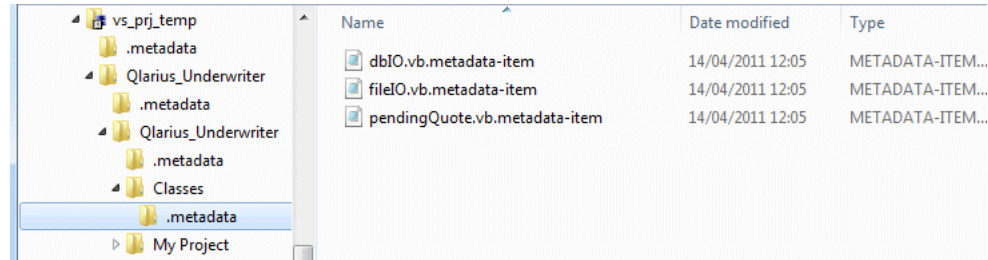 vs_prj_temp
.metadata
Qlarius_Underwriter
.metadata
Qlarius_Underwriter
.metadata
Classes
.metadata
My Project
Name Date modified Type
dbIO.vb.metadata-item 14/04/2011 12:05 METADATA-ITEM...
fileIO.vb.metadata-item 14/04/2011 12:05 METADATA-ITEM...
pendingQuote.vb.metadata-item 14/04/2011 12:05 METADATA-ITEM...